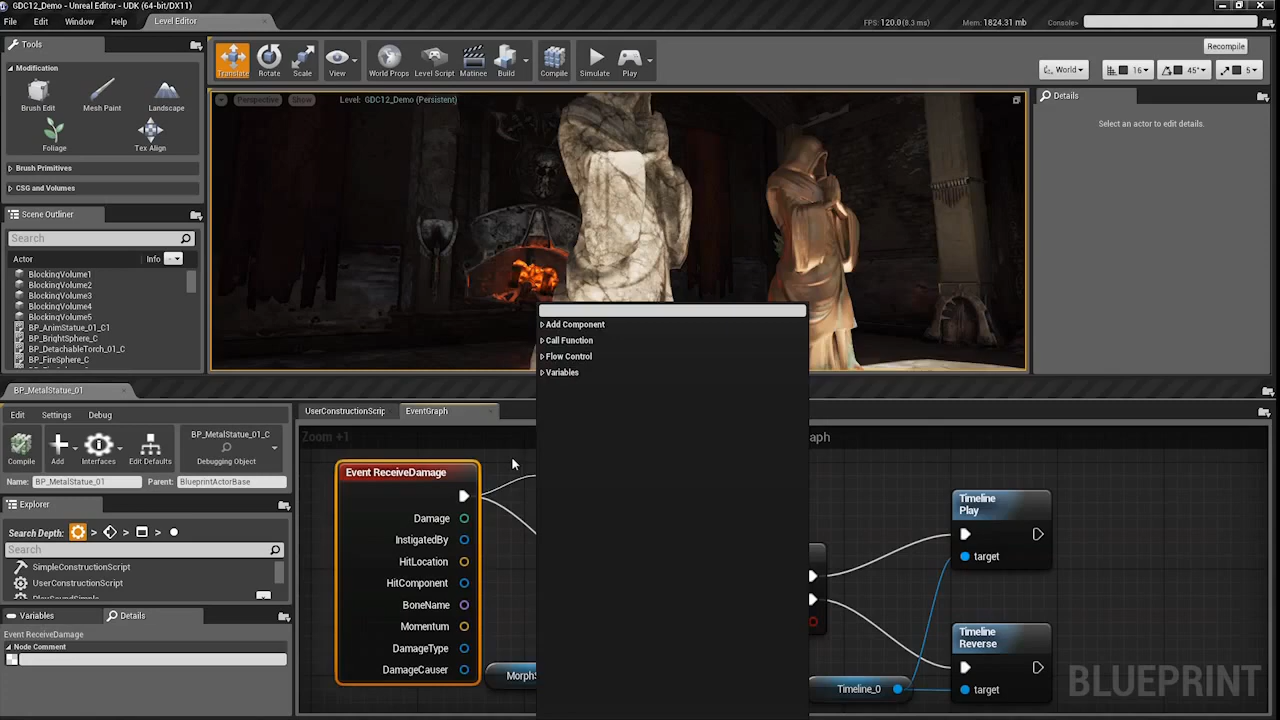 GDC12_Demo - Unreal Editor - UDK (64-bit/DX11)
File Edit Window Help Level Editor
FPS: 120.0 (8.3 ms) Mem: 1824.31 mb Console>
Tools
Modification
Brush Edit Mesh Paint Landscape
Foliage Tex Align
Brush Primitives
CSG and Volumes
Translate Rotate Scale View World Props Level Script Matinee Build Compile Simulate Play
Recompile
World 16 45° 5
Perspective Show Level: GDC12_Demo (Persistent)
Details
Select an actor to edit details.
Scene Outliner
Search
Actor Info
BlockingVolume1
BlockingVolume2
BlockingVolume3
BlockingVolume4
BlockingVolume5
BP_AnimStatue_01_C1
BP_BrightSphere_C
BP_DetachableTorch_01_C
BP_FireSphere_C
Add Component
Call Function
Flow Control
Variables
BP_MetalStatue_01
Edit Settings Debug
Compile Add Interfaces Edit Defaults
BP_MetalStatue_01_C
Debugging Object
Name: BP_MetalStatue_01 Parent: BlueprintActorBase
Explorer
Search Depth: > > >
Search
SimpleConstructionScript
UserConstructionScript
PlaySoundSimple
Variables Details
Event ReceiveDamage
Node Comment
UserConstructionScrip EventGraph
Zoom +1
aph
Event ReceiveDamage
Damage
InstigatedBy
HitLocation
HitComponent
BoneName
Momentum
DamageType
DamageCauser
MorphS
Timeline
Play
target
Timeline
Reverse
target
Timeline_0
BLUEPRINT